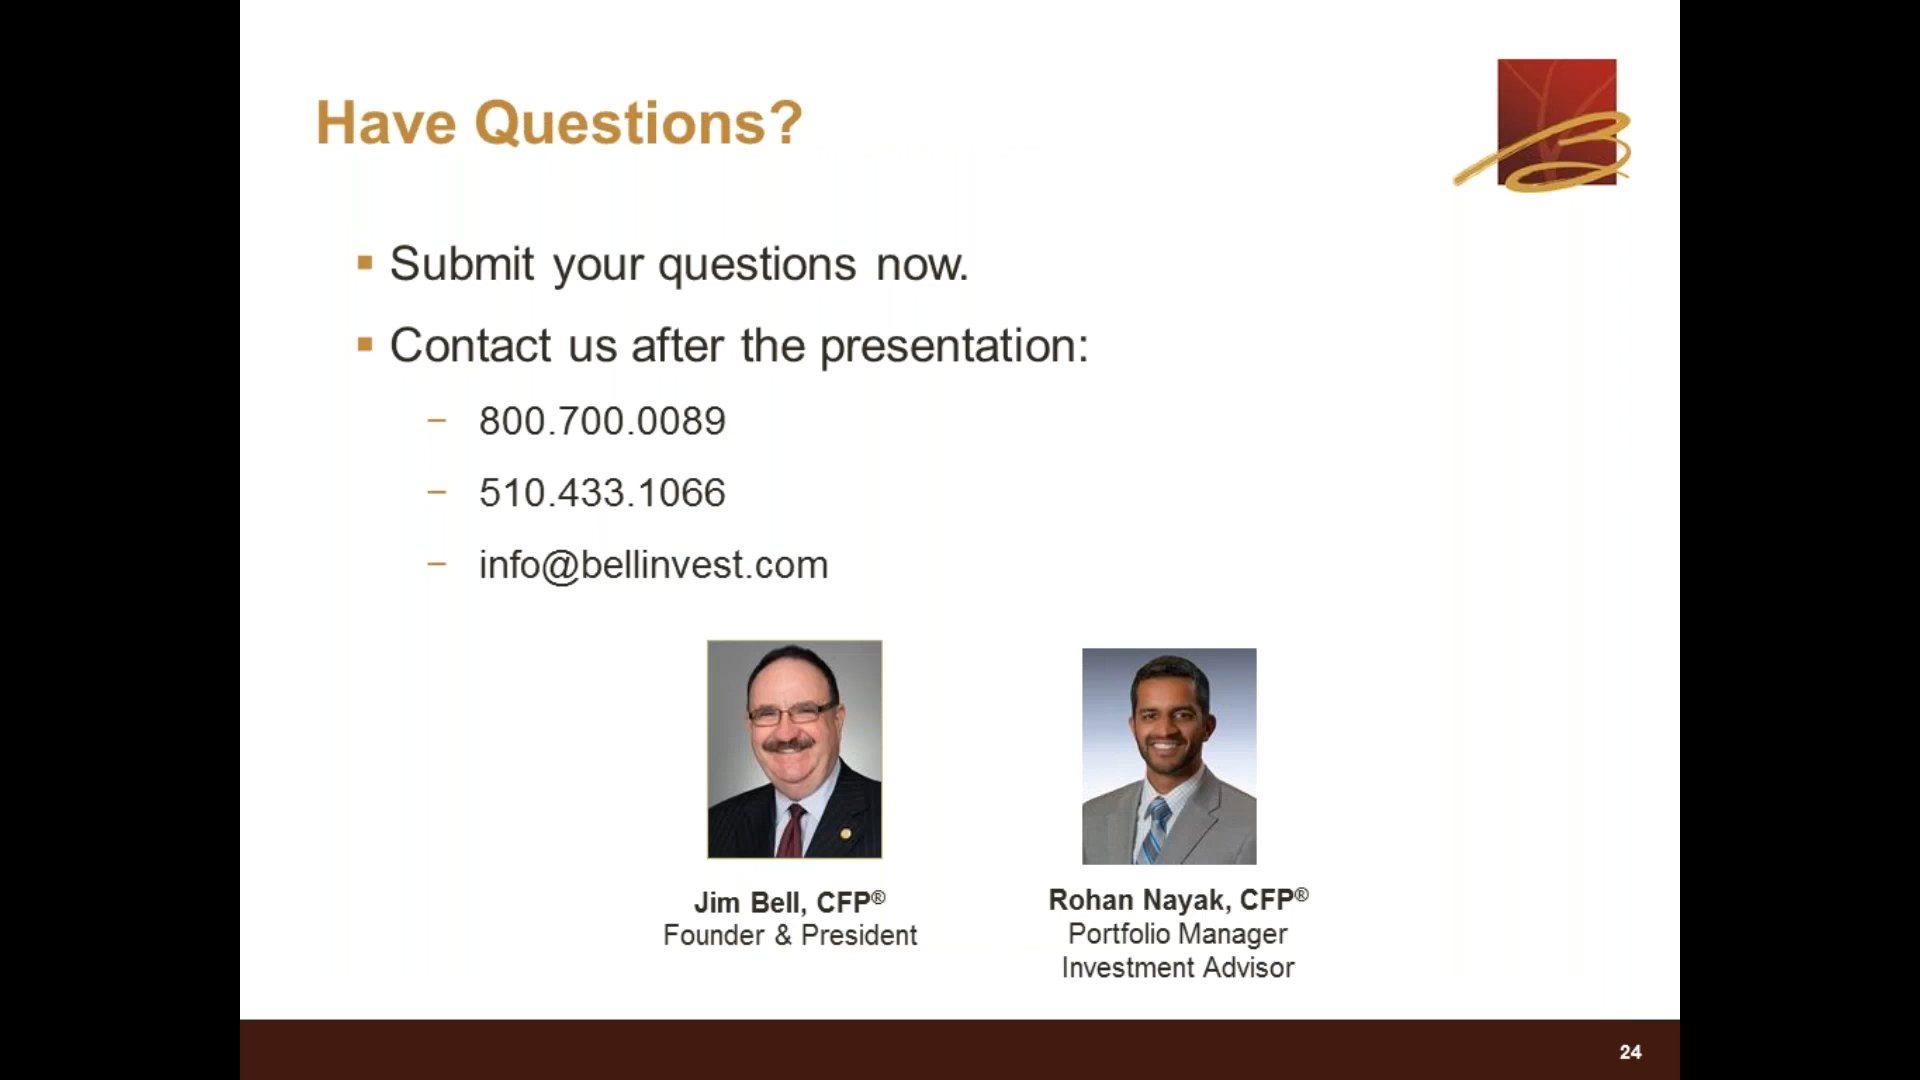 Have Questions?
Submit your questions now.
Contact us after the presentation:
800.700.0089
510.433.1066
info@bellinvest.com
Jim Bell, CFP®
Founder & President
Rohan Nayak, CFP®
Portfolio Manager
Investment Advisor
24